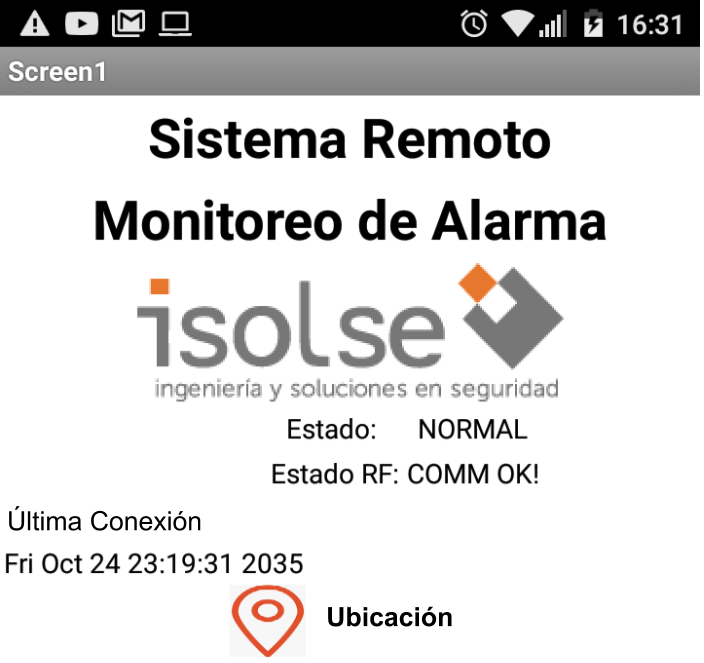 16:31
Screen1
Sistema Remoto
Monitoreo de Alarma
isolse
ingeniería y soluciones en seguridad
Estado: NORMAL
Estado RF: COMM OK!
Última Conexión
Fri Oct 24 23:19:31 2035
Ubicación